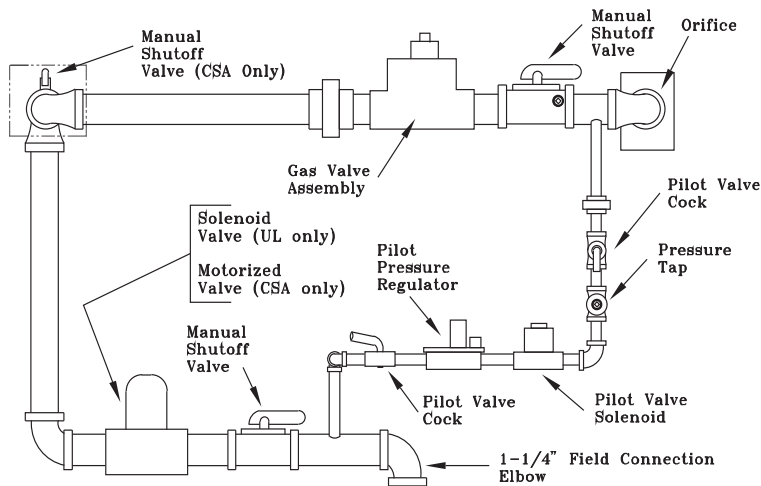 Manual
Shutoff
Valve (CSA Only)
Manual
Shutoff
Valve
Orifice
Gas Valve
Assembly
Pilot Valve
Cock
Solenoid
Valve (UL only)
Motorized
Valve (CSA only)
Pilot
Pressure
Regulator
Pressure
Tap
Manual
Shutoff
Valve
Pilot Valve
Cock
Pilot Valve
Solenoid
1-1/4" Field Connection
Elbow